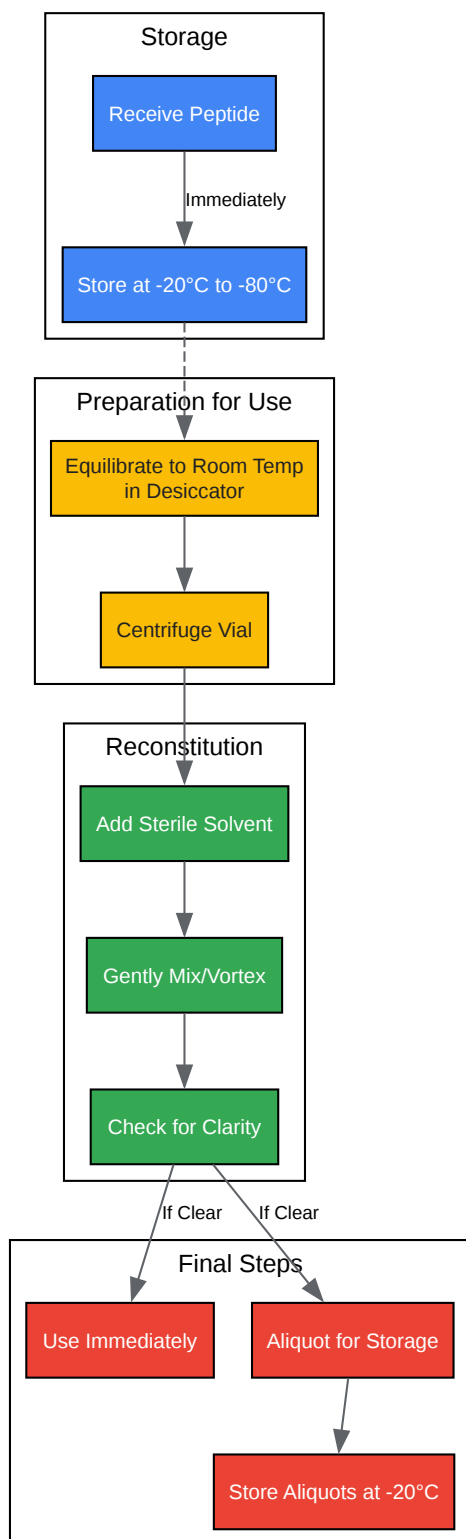 Storage
Receive Peptide
Immediately
Store at -20°C to -80°C
Preparation for Use
Equilibrate to Room Temp
in Desiccator
Centrifuge Vial
Reconstitution
Add Sterile Solvent
Gently Mix/Vortex
Check for Clarity
If Clear
If Clear
Final Steps
Use Immediately
Aliquot for Storage
Store Aliquots at -20°C